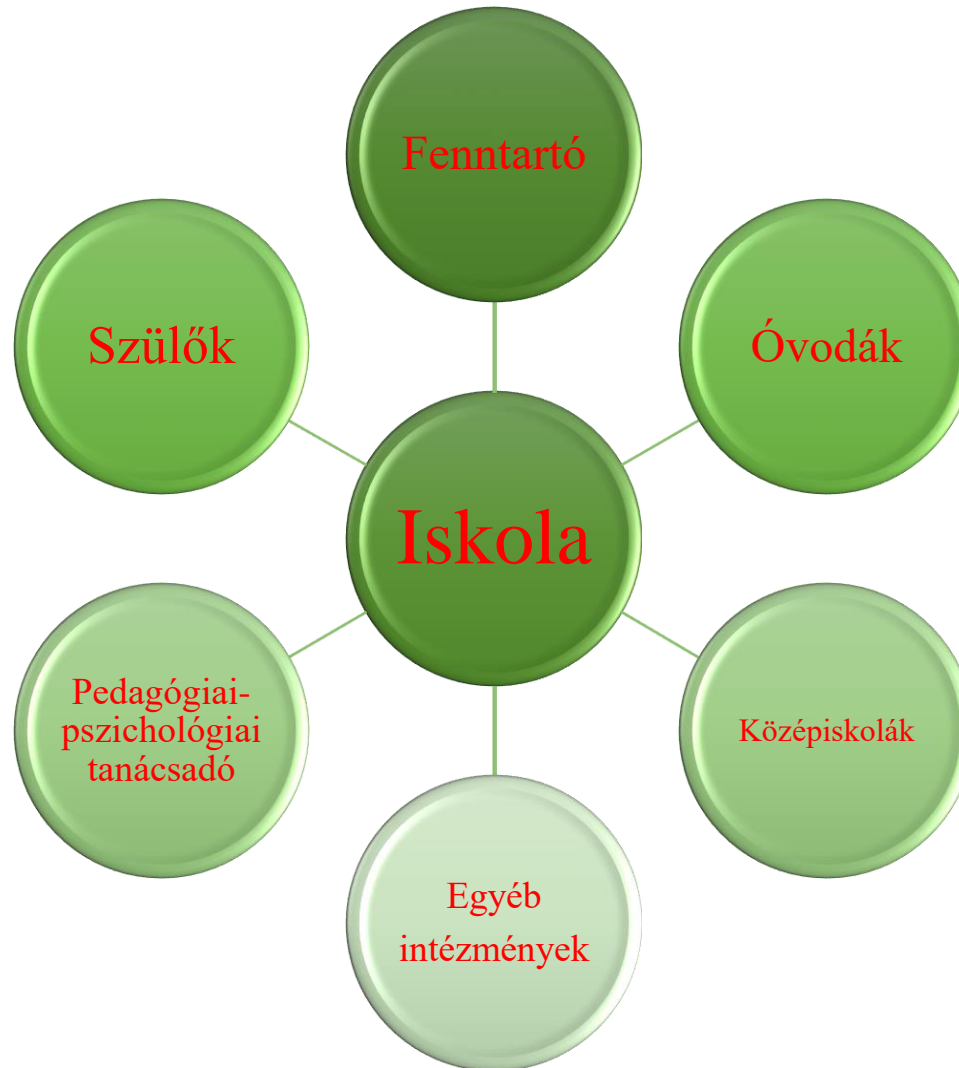 Fenntartó
Szülők
Óvodák
Iskola
Pedagógiai-
pszichológiai
tanácsadó
Középiskolák
Egyéb
intézmények